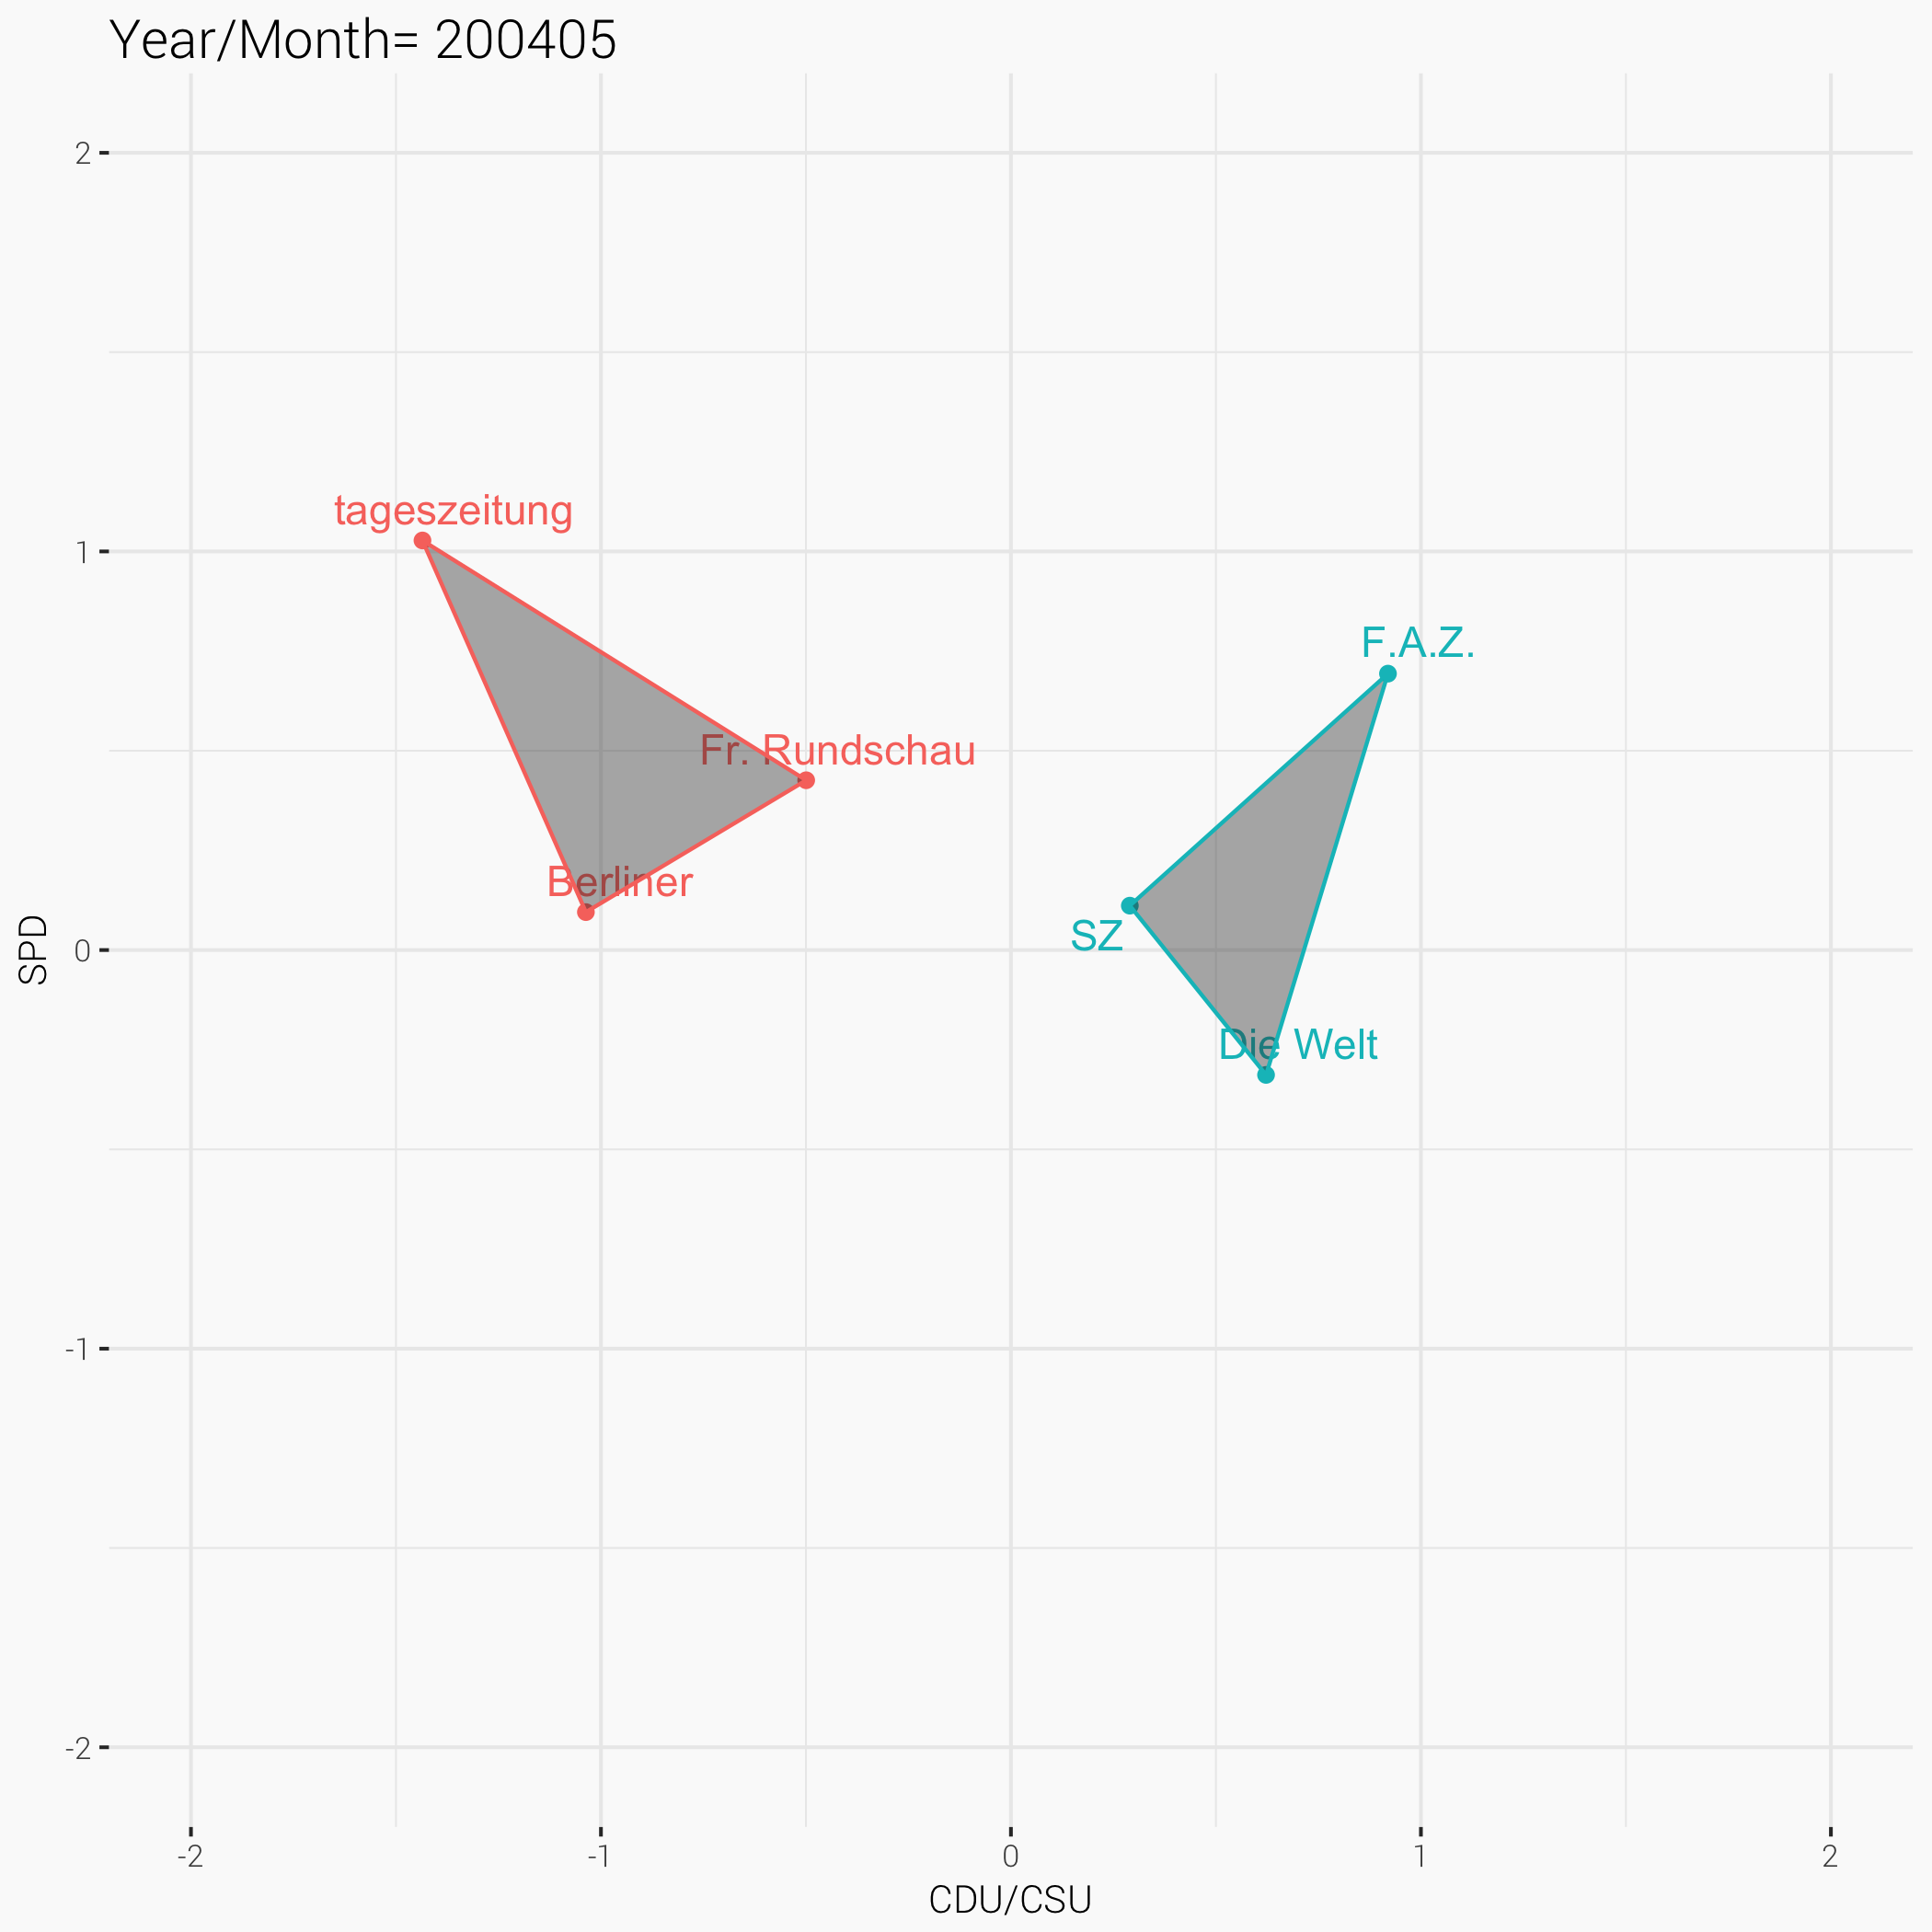 Year/Month= 200405
2
1
0
-1
-2
SPD
tageszeitung
F.A.Z.
Fr. Rundschau
Berliner
SZ
Die Welt
-2
-1
0
1
2
CDU/CSU